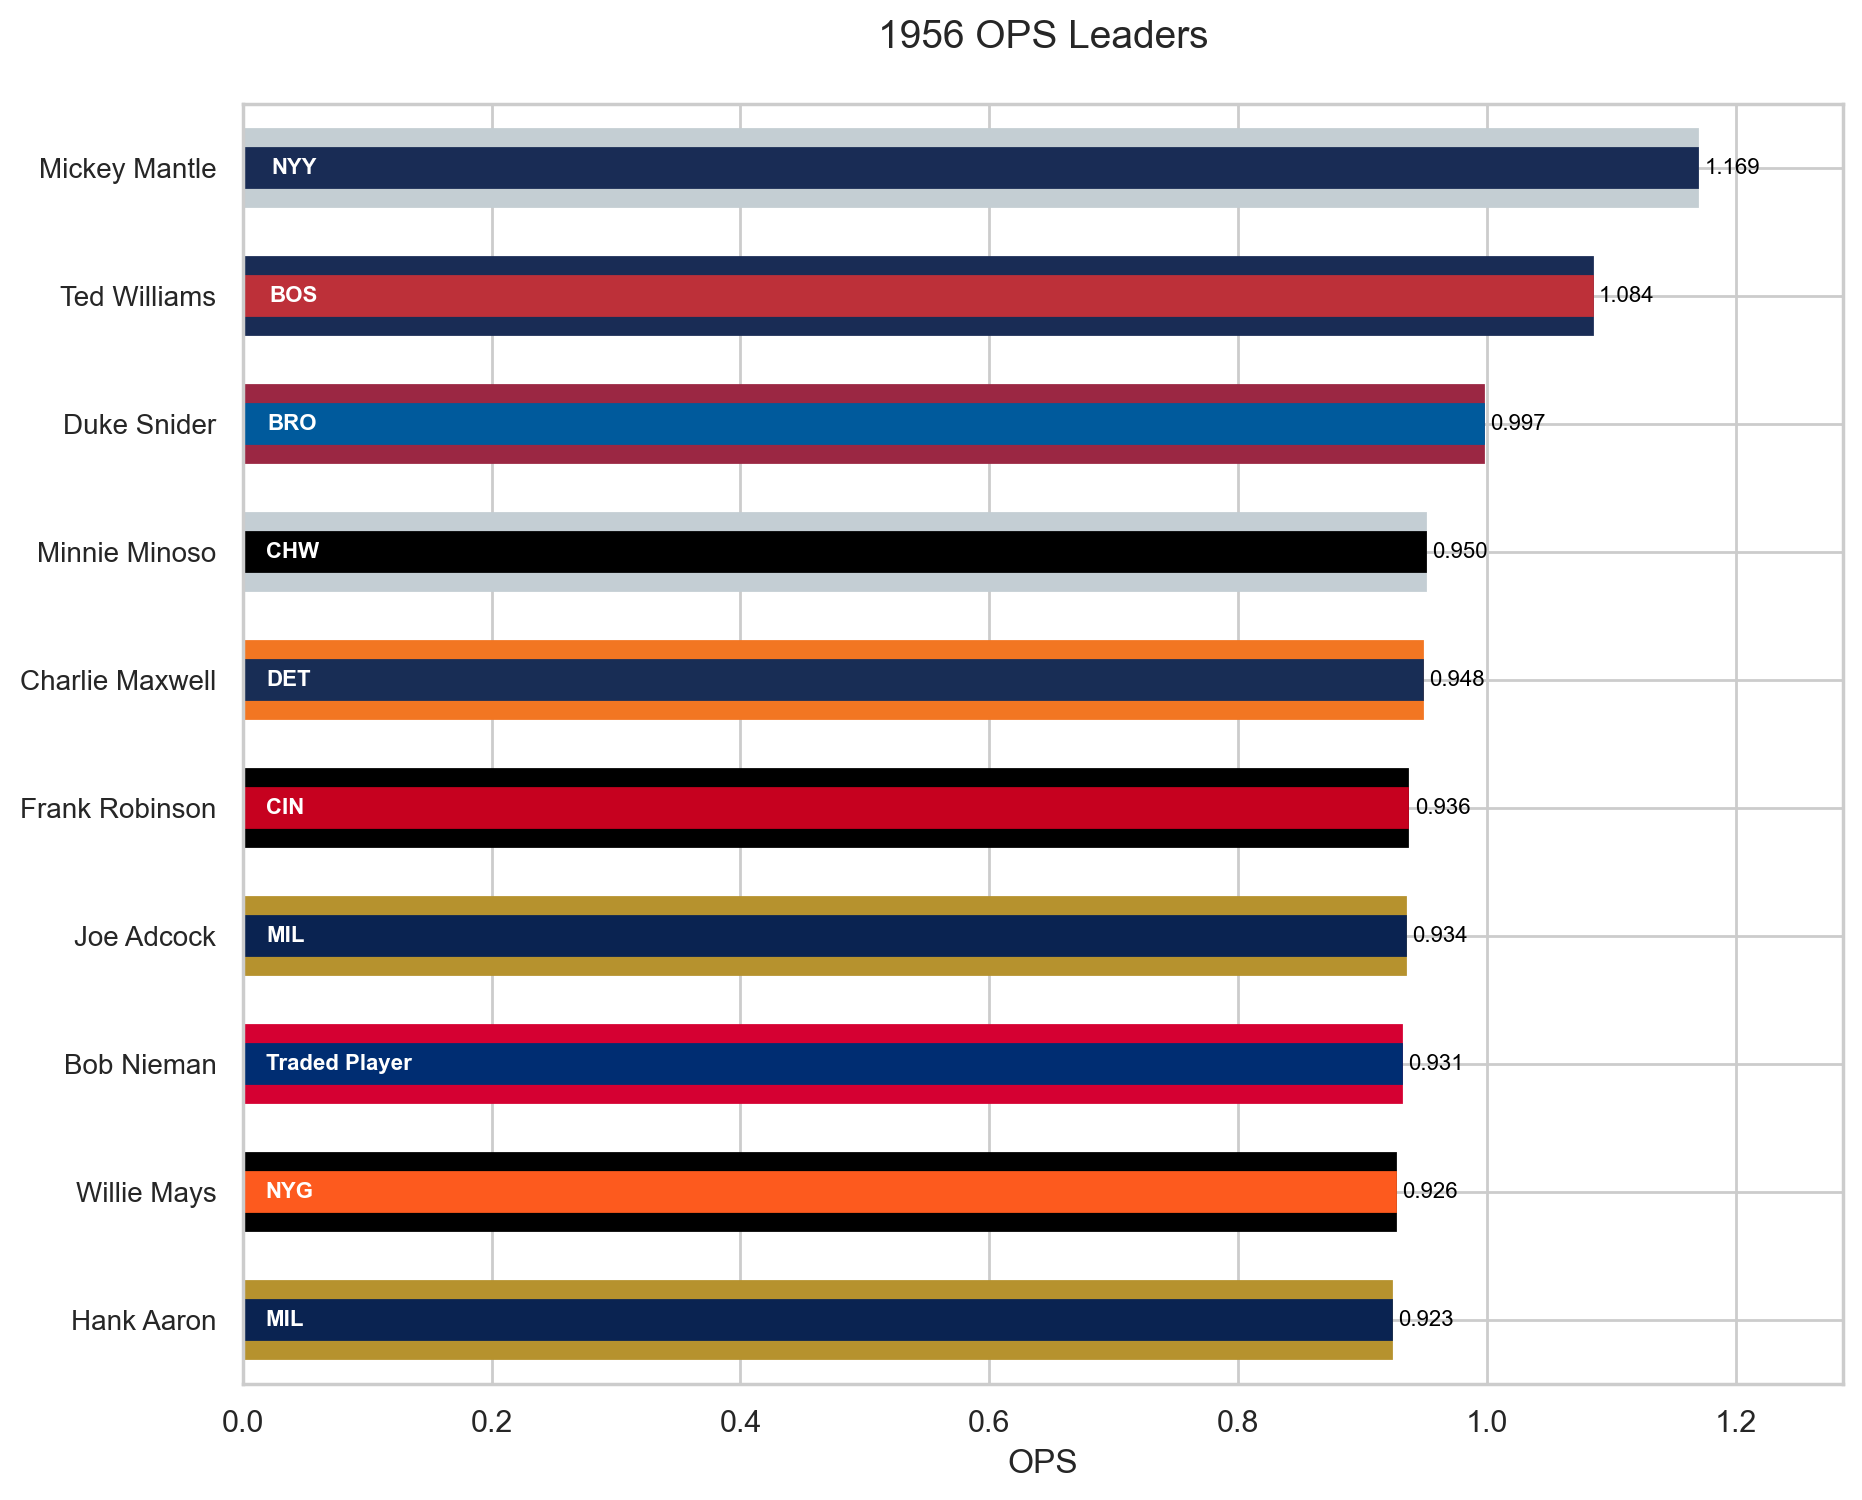 1956 OPS Leaders
Mickey Mantle NYY 1.169
Ted Williams BOS 1.084
Duke Snider BRO 0.997
Minnie Minoso CHW 0.950
Charlie Maxwell DET 0.948
Frank Robinson CIN 0.936
Joe Adcock MIL 0.934
Bob Nieman Traded Player 0.931
Willie Mays NYG 0.926
Hank Aaron MIL 0.923
0.0 0.2 0.4 0.6 0.8 1.0 1.2
OPS